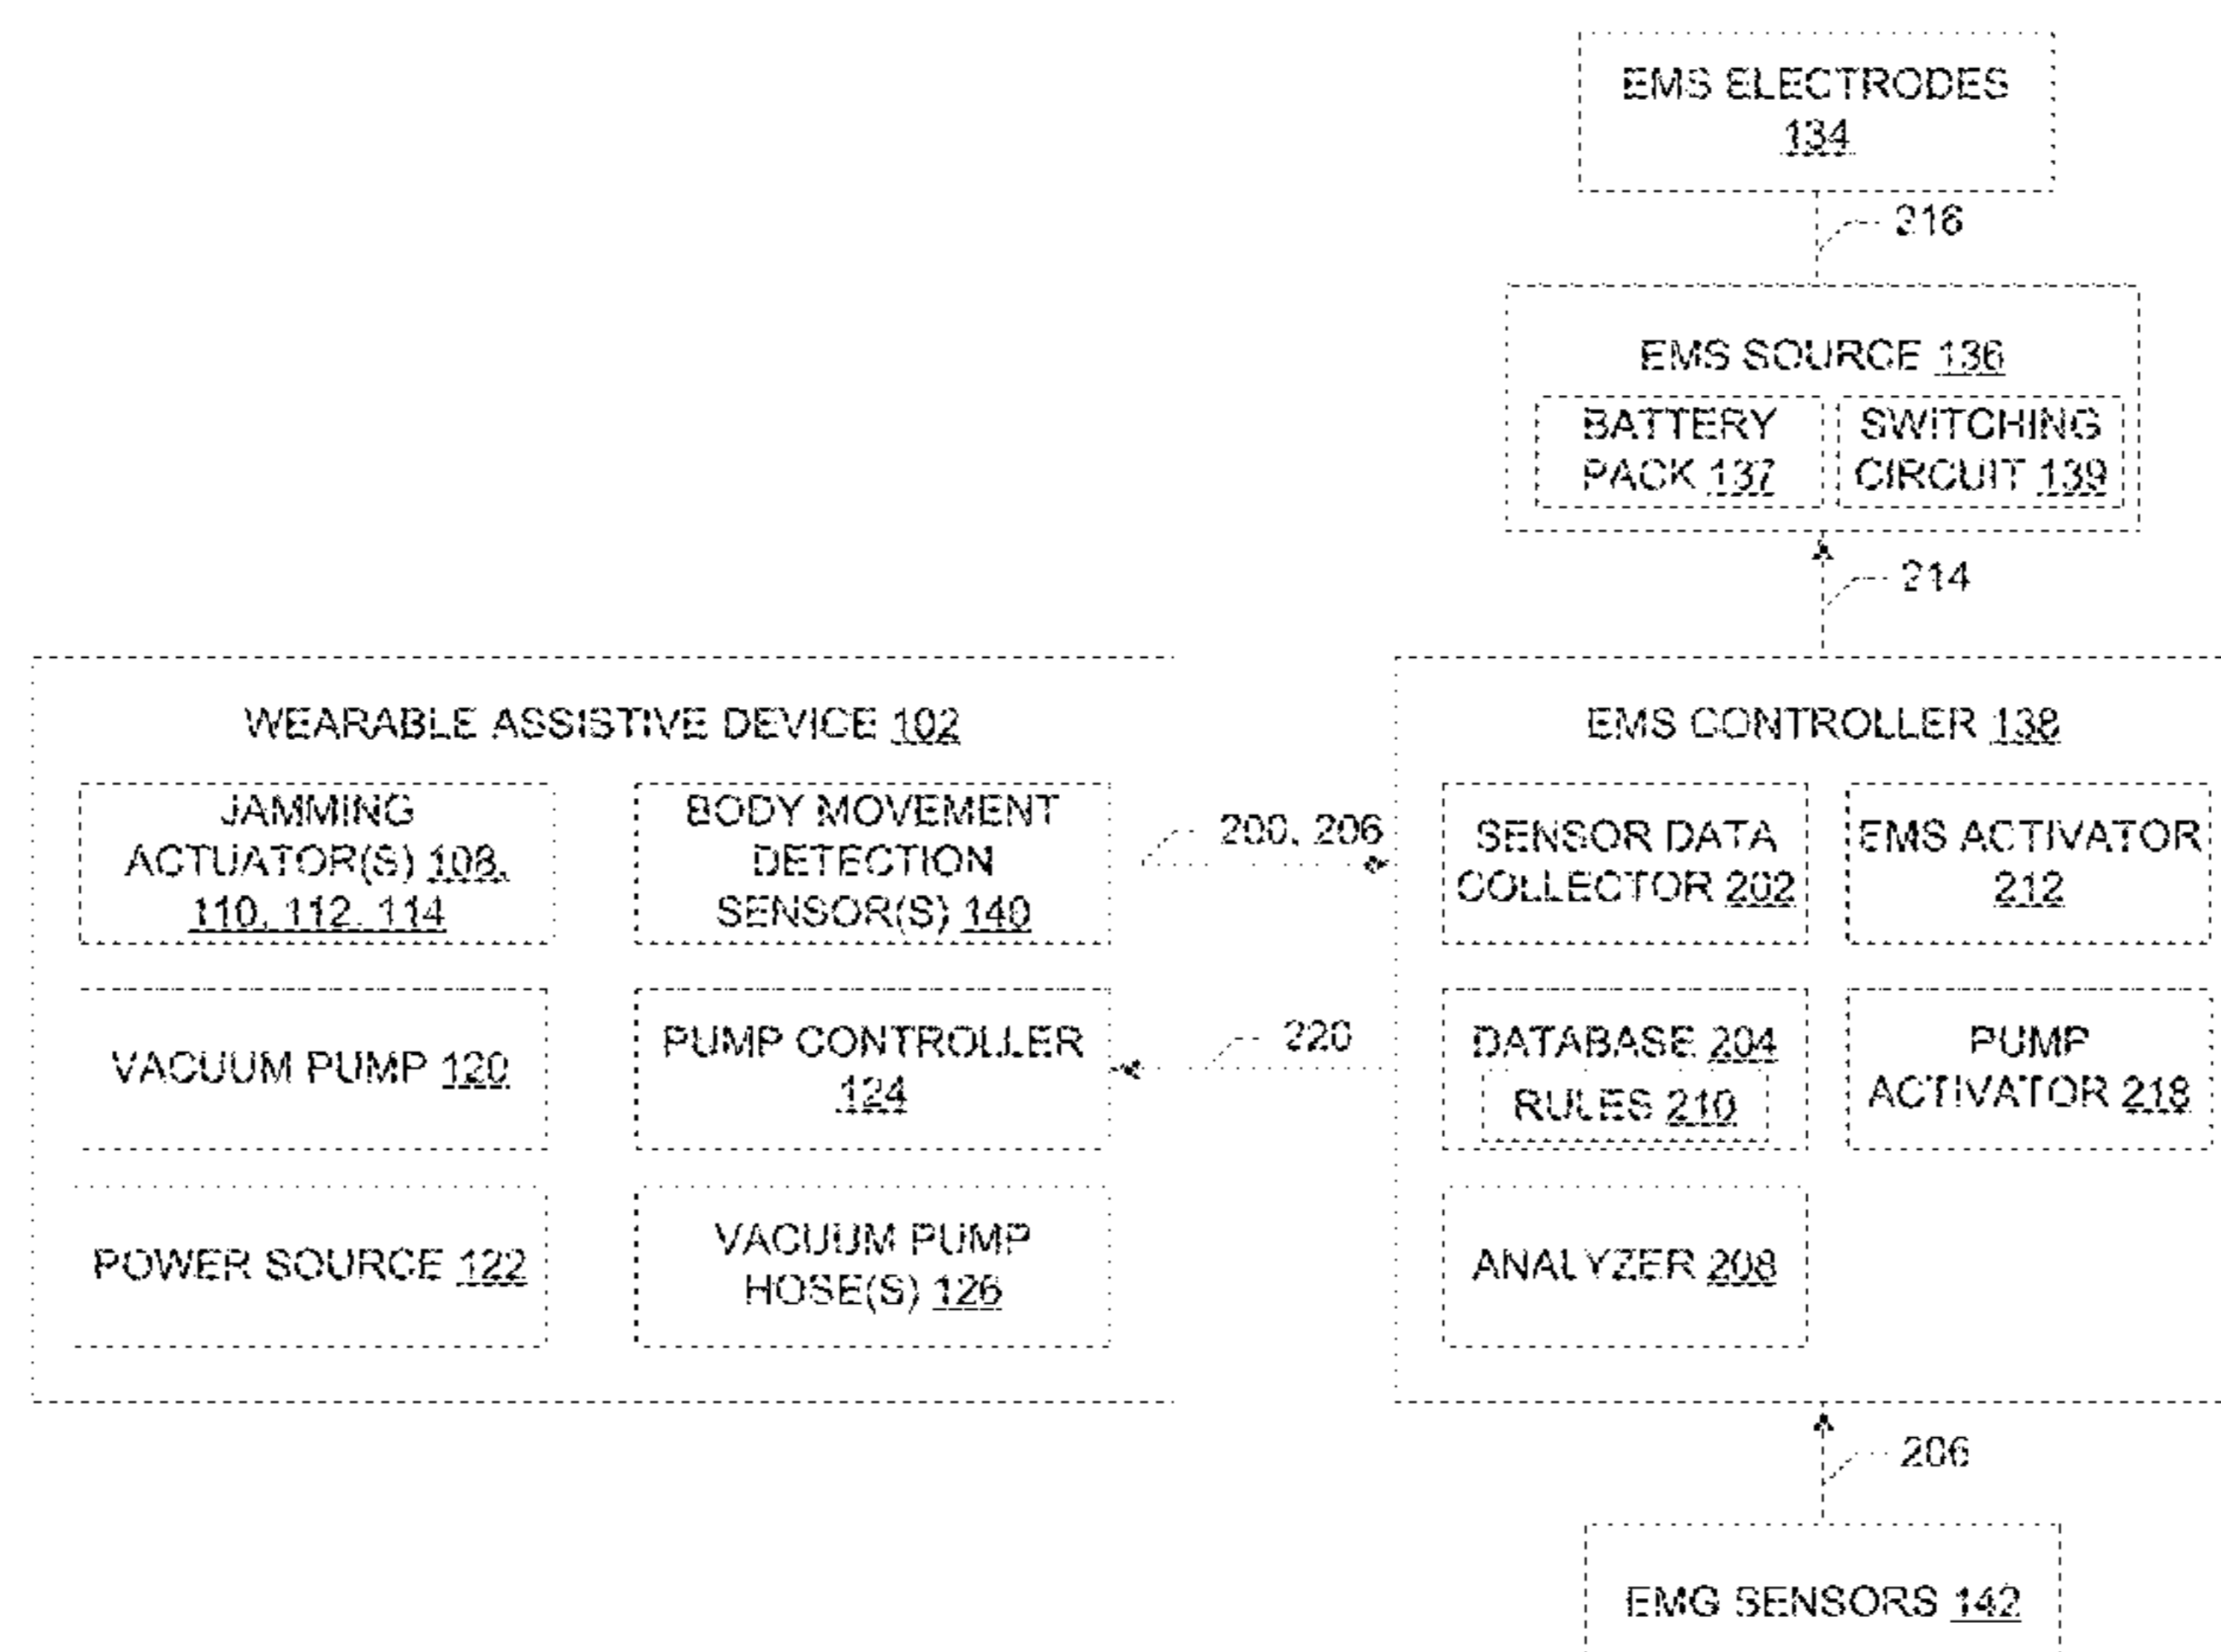 EMS ELECTRODES
134
216
EMS SOURCE 136
BATTERY
PACK 137
SWITCHING
CIRCUIT 139
214
WEARABLE ASSISTIVE DEVICE 102
JAMMING
ACTUATOR(S) 108,
110, 112, 114
BODY MOVEMENT
DETECTION
SENSOR(S) 140
VACUUM PUMP 120
PUMP CONTROLLER
124
POWER SOURCE 122
VACUUM PUMP
HOSE(S) 126
200, 206
220
EMS CONTROLLER 138
SENSOR DATA
COLLECTOR 202
EMS ACTIVATOR
212
DATABASE 204
RULES 210
PUMP
ACTIVATOR 218
ANALYZER 208
206
EMG SENSORS 142